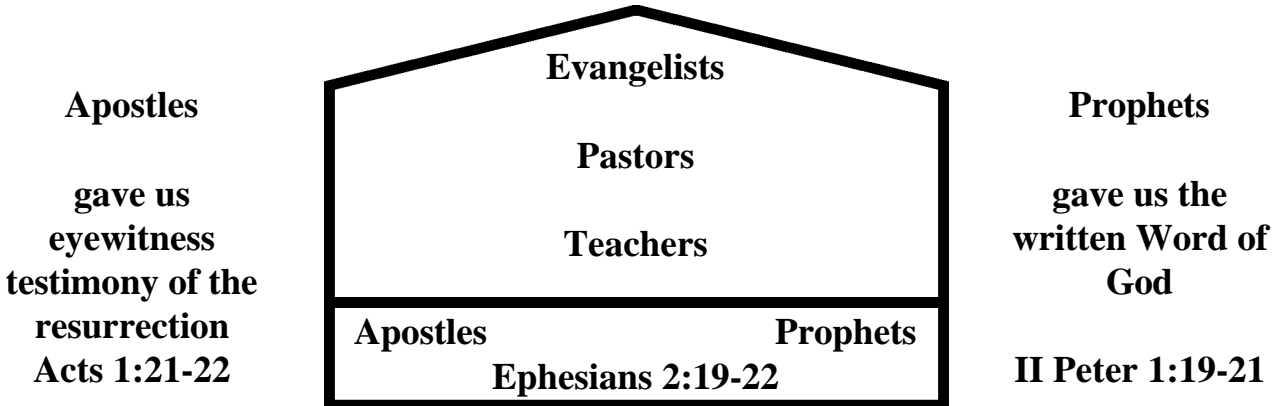 Apostles
gave us
eyewitness
testimony of the
resurrection
Acts 1:21-22
Evangelists
Pastors
Teachers
Apostles Prophets
Ephesians 2:19-22
Prophets
gave us the
written Word of
God
II Peter 1:19-21